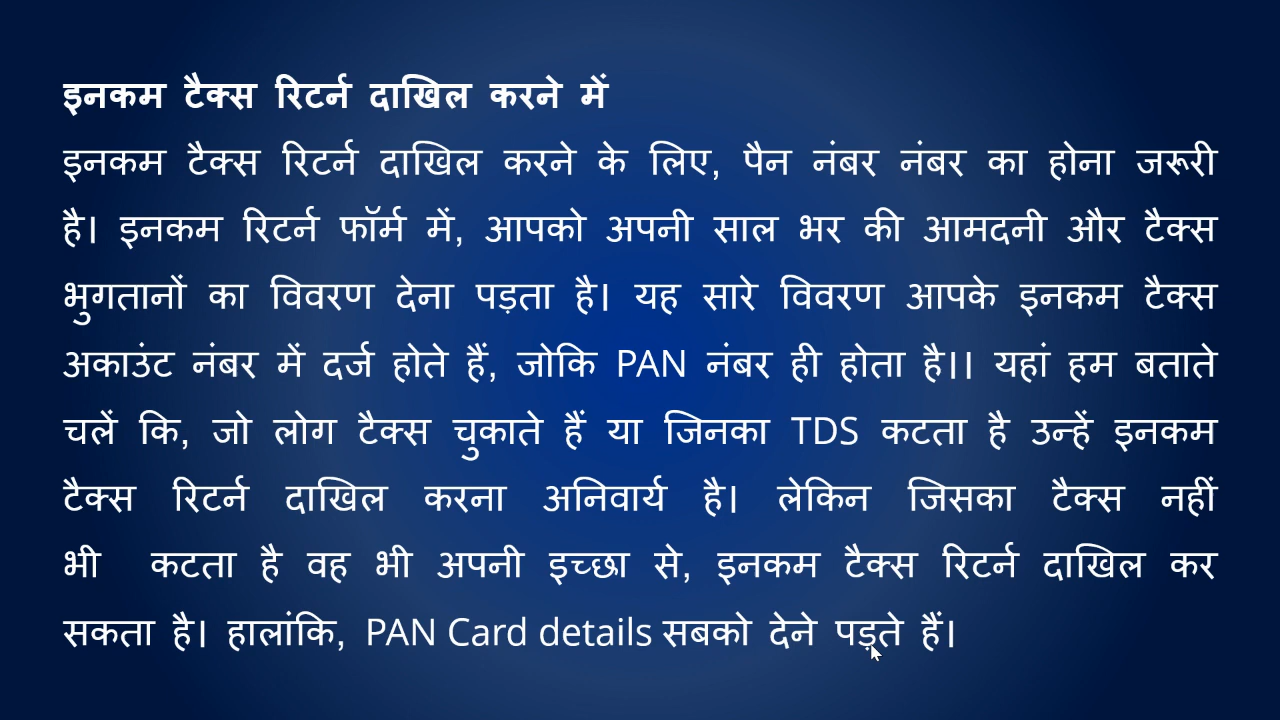 इनकम टैक्स रिटर्न दाखिल करने में
इनकम टैक्स रिटर्न दाखिल करने के लिए, पैन नंबर नंबर का होना जरूरी
है। इनकम रिटर्न फॉर्म में, आपको अपनी साल भर की आमदनी और टैक्स
भुगतानों का विवरण देना पड़ता है। यह सारे विवरण आपके इनकम टैक्स
अकाउंट नंबर में दर्ज होते हैं, जोकि PAN नंबर ही होता है।। यहां हम बताते
चलें कि, जो लोग टैक्स चुकाते हैं या जिनका TDS कटता है उन्हें इनकम
टैक्स रिटर्न दाखिल करना अनिवार्य है। लेकिन जिसका टैक्स नहीं
भी कटता है वह भी अपनी इच्छा से, इनकम टैक्स रिटर्न दाखिल कर
सकता है। हालांकि, PAN Card details सबको देने पड़ते हैं।